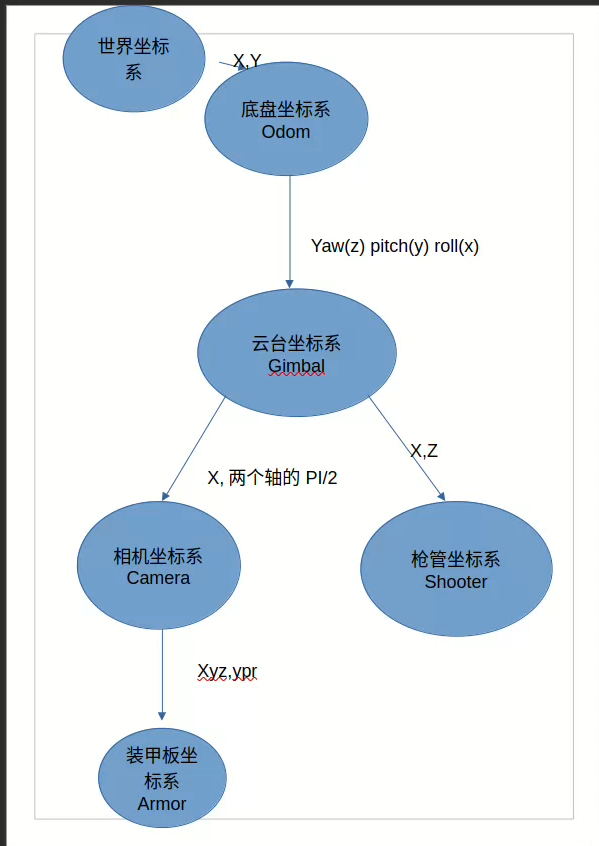 世界坐标
系
X,Y
底盘坐标系
Odom
Yaw(z) pitch(y) roll(x)
云台坐标系
Gimbal
X,Z
X, 两个轴的 PI/2
相机坐标系
Camera
枪管坐标系
Shooter
Xyz,ypr
装甲板坐
标系
Armor